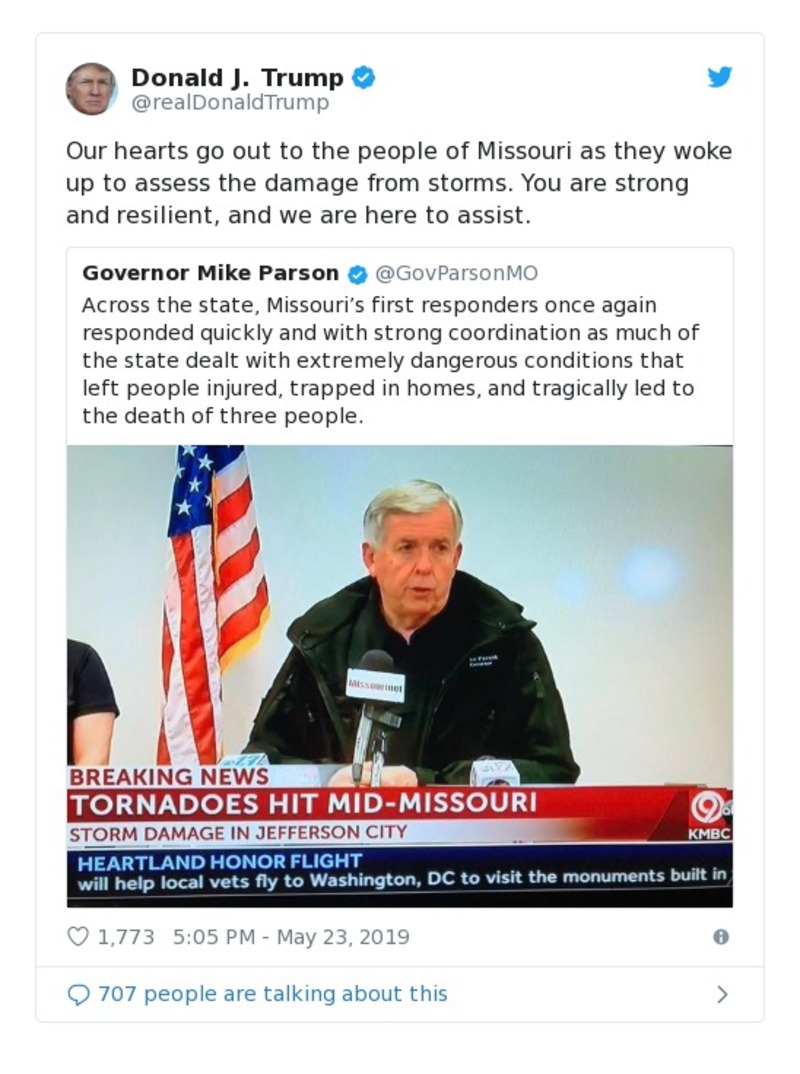 Donald J. Trump
@realDonaldTrump
Our hearts go out to the people of Missouri as they woke
up to assess the damage from storms. You are strong
and resilient, and we are here to assist.
Governor Mike Parson @GovParsonMO
Across the state, Missouri's first responders once again
responded quickly and with strong coordination as much of
the state dealt with extremely dangerous conditions that
left people injured, trapped in homes, and tragically led to
the death of three people.
Missourinet
BREAKING NEWS
TORNADOES HIT MID-MISSOURI
STORM DAMAGE IN JEFFERSON CITY
9
KMBC
HEARTLAND HONOR FLIGHT
will help local vets fly to Washington, DC to visit the monuments built in
1,773 5:05 PM - May 23, 2019
707 people are talking about this